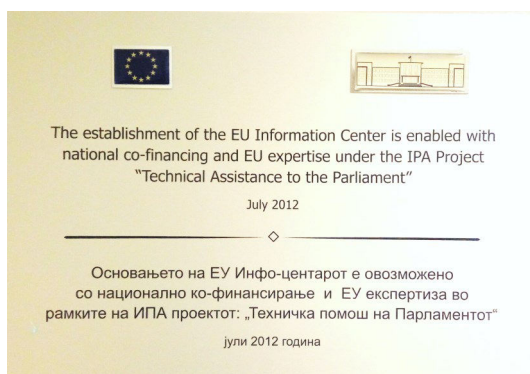 The establishment of the EU Information Center is enabled with
national co-financing and EU expertise under the IPA Project
“Technical Assistance to the Parliament”
July 2012
Основањето на ЕУ Инфо-центарот е овозможено
со национално ко-финансирање и ЕУ експертиза во
рамките на ИПА проектот: „Техничка помош на Парламентот“
јули 2012 година